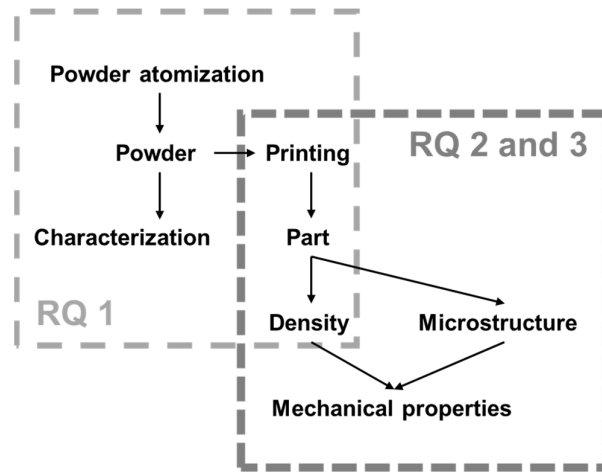 Powder atomization
RQ 2 and 3
Powder
Printing
Characterization
Part
RQ 1
Density
Microstructure
Mechanical properties